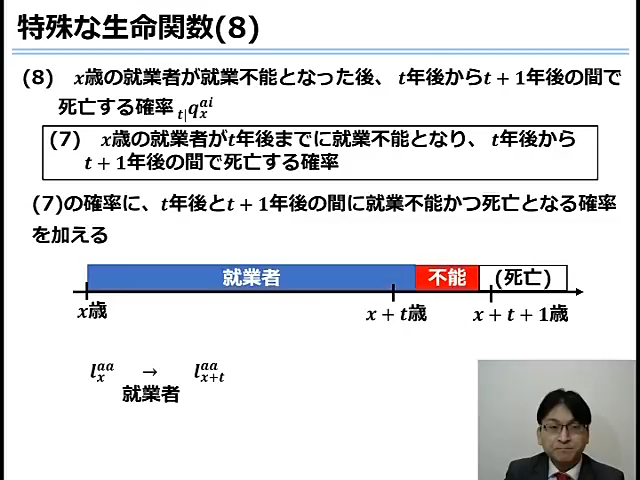 特殊な生命関数(8)
(8) x歳の就業者が就業不能となった後、t年後からt + 1年後の間で
死亡する確率 ₜ|qₓᵃⁱ
(7) x歳の就業者がt年後までに就業不能となり、t年後から
t + 1年後の間で死亡する確率
(7)の確率に、t年後とt + 1年後の間に就業不能かつ死亡となる確率
を加える
就業者 不能 (死亡)
x歳 x + t歳 x + t + 1歳
lₓᵃᵃ → lₓ₊ₜᵃᵃ
就業者